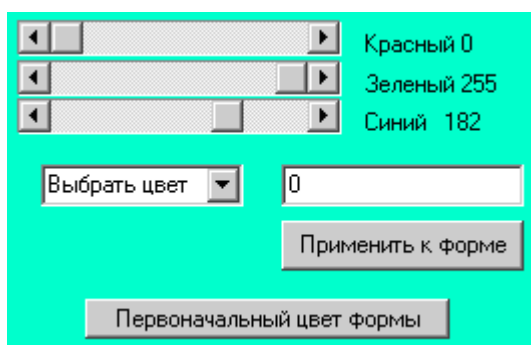 Красный 0
Зеленый 255
Синий 182
Выбрать цвет
0
Применить к форме
Первоначальный цвет формы